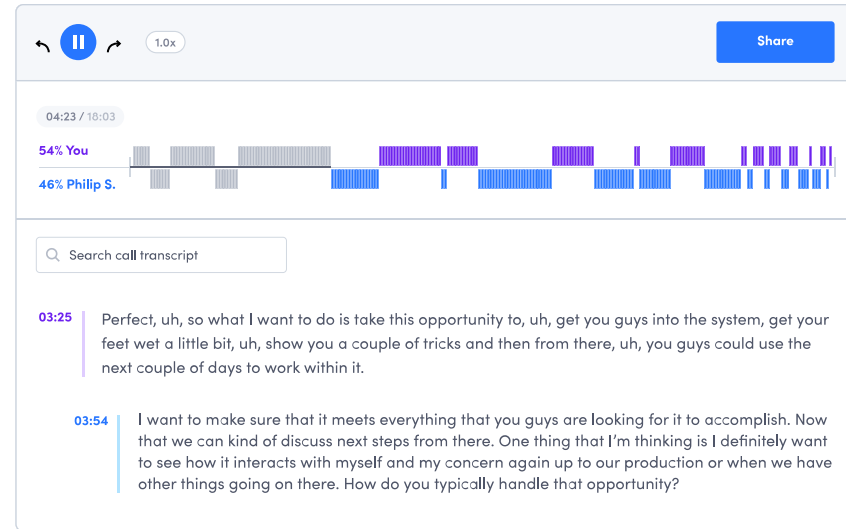 1.0x
Share
04:23 / 18:03
54% You
46% Philip S.
Search call transcript
03:25
Perfect, uh, so what I want to do is take this opportunity to, uh, get you guys into the system, get your
feet wet a little bit, uh, show you a couple of tricks and then from there, uh, you guys could use the
next couple of days to work within it.
03:54
I want to make sure that it meets everything that you guys are looking for it to accomplish. Now
that we can kind of discuss next steps from there. One thing that I'm thinking is I definitely want
to see how it interacts with myself and my concern again up to our production or when we have
other things going on there. How do you typically handle that opportunity?